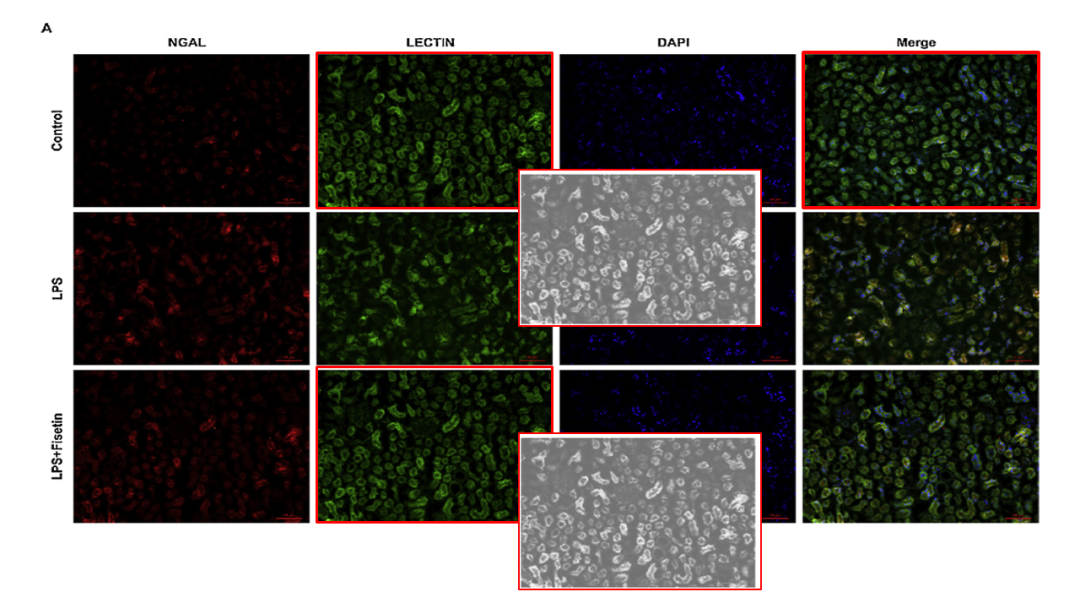 A
NGAL LECTIN DAPI Merge
Control
LPS
LPS+Fisetin